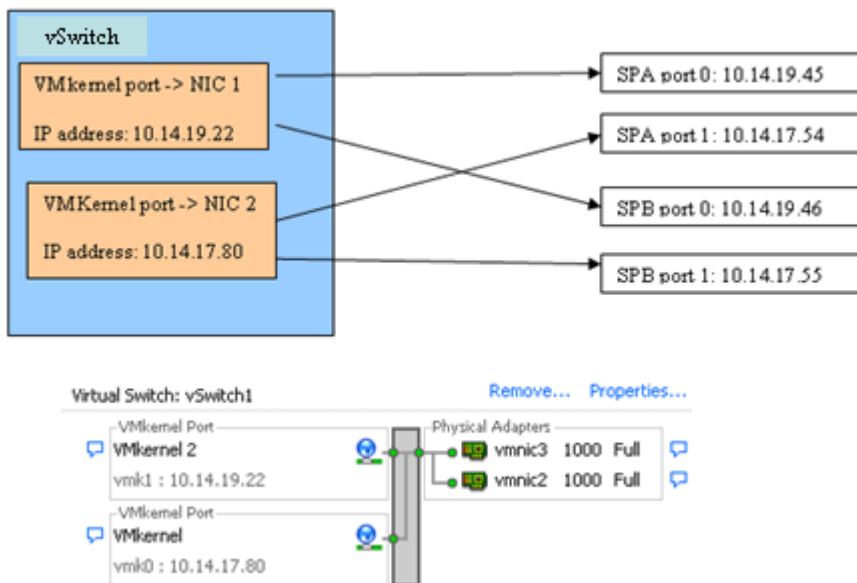 vSwitch
VMkernel port -> NIC 1
IP address: 10.14.19.22
VMKernel port -> NIC 2
IP address: 10.14.17.80
SPA port 0: 10.14.19.45
SPA port 1: 10.14.17.54
SPB port 0: 10.14.19.46
SPB port 1: 10.14.17.55
Virtual Switch: vSwitch1
Remove... Properties...
VMkernel Port
VMkernel 2
vmk1 : 10.14.19.22
VMkernel Port
VMkernel
vmk0 : 10.14.17.80
Physical Adapters
vmnic3 1000 Full
vmnic2 1000 Full